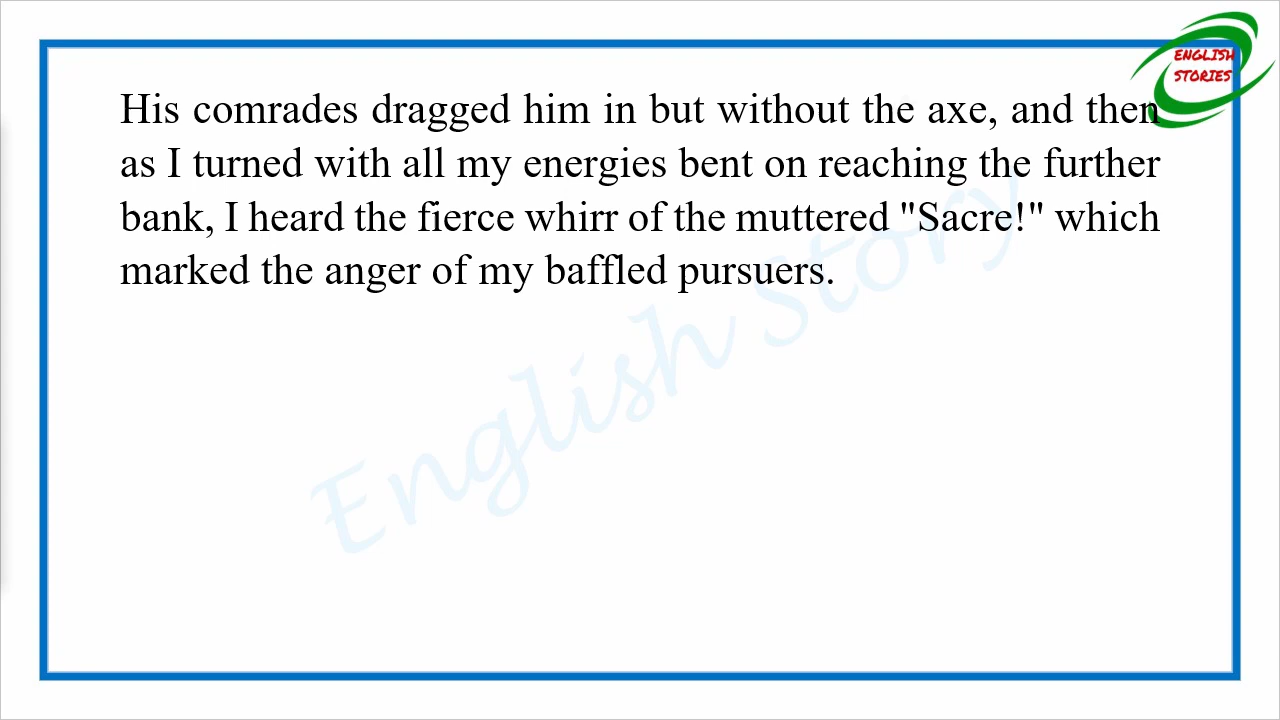 ENGLISH
STORIES
His comrades dragged him in but without the axe, and then
as I turned with all my energies bent on reaching the further
bank, I heard the fierce whirr of the muttered "Sacre!" which
marked the anger of my baffled pursuers.
English Story